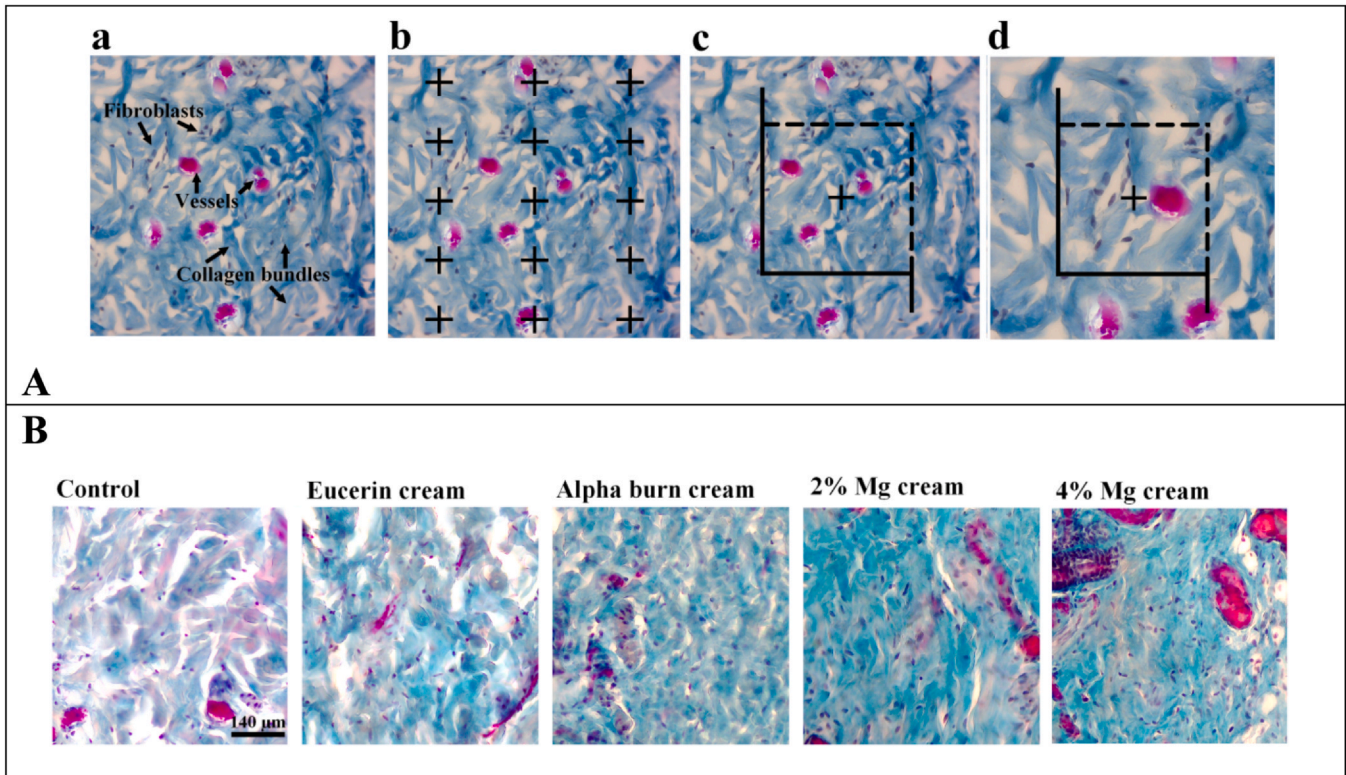 a
b
c
d
Fibroblasts
Vessels
Collagen bundles
A
B
Control
Eucerin cream
Alpha burn cream
2% Mg cream
4% Mg cream
140 µm